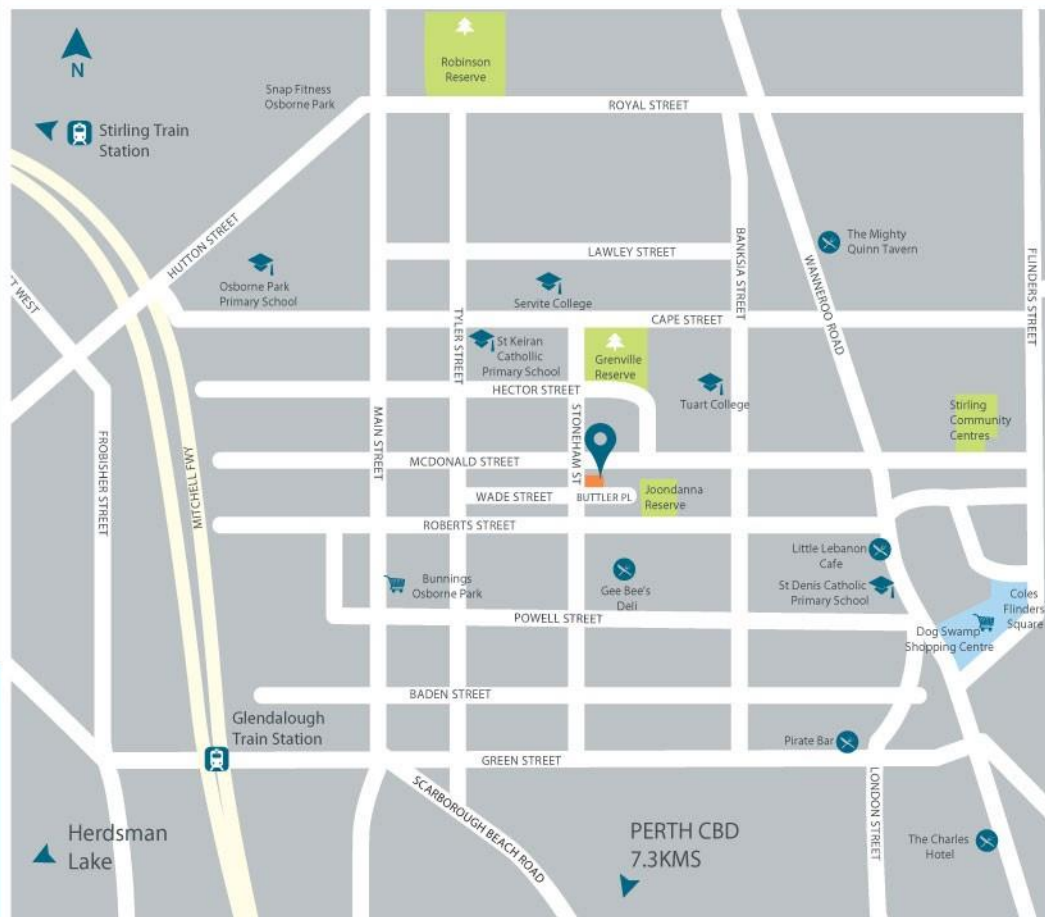 Robinson
Reserve
N
Snap Fitness
Osborne Park
ROYAL STREET
Stirling Train
Station
HUTTON STREET
The Mighty
Quinn Tavern
LAWLEY STREET
BANKSIA STREET
WANNEROO ROAD
FLINDERS STREET
Osborne Park
Primary School
Servite College
T WEST
TYLER STREET
CAPE STREET
St Keiran
Cathollic
Primary School
Grenville
Reserve
HECTOR STREET
Tuart College
Stirling
Community
Centres
MAIN STREET
STONEHAM ST
FROBISHER STREET
MITCHELL FWY
MCDONALD STREET
WADE STREET
BUTTLER PL
Joondanna
Reserve
ROBERTS STREET
Little Lebanon
Cafe
Bunnings
Osborne Park
Gee Bee's
Deli
St Denis Catholic
Primary School
Coles
Flinders
Square
POWELL STREET
Dog Swamp
Shopping Centre
BADEN STREET
Glendalough
Train Station
Pirate Bar
GREEN STREET
SCARBOROUGH BEACH ROAD
LONDON STREET
Herdsman
Lake
PERTH CBD
7.3KMS
The Charles
Hotel